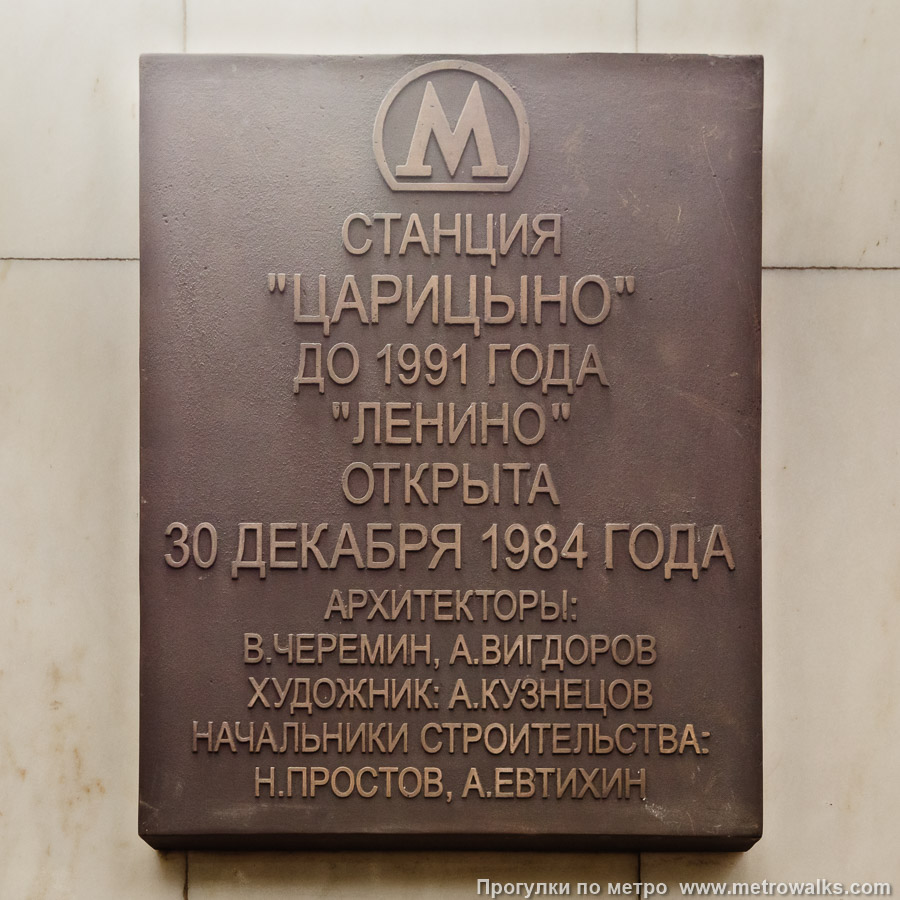 М
СТАНЦИЯ
"ЦАРИЦЫНО"
ДО 1991 ГОДА
"ЛЕНИНО"
ОТКРЫТА
30 ДЕКАБРЯ 1984 ГОДА
АРХИТЕКТОРЫ:
В.ЧЕРЕМИН, А.ВИГДОРОВ
ХУДОЖНИК: А.КУЗНЕЦОВ
НАЧАЛЬНИКИ СТРОИТЕЛЬСТВА:
Н.ПРОСТОВ, А.ЕВТИХИН
Прогулки по метро www.metrowalks.com